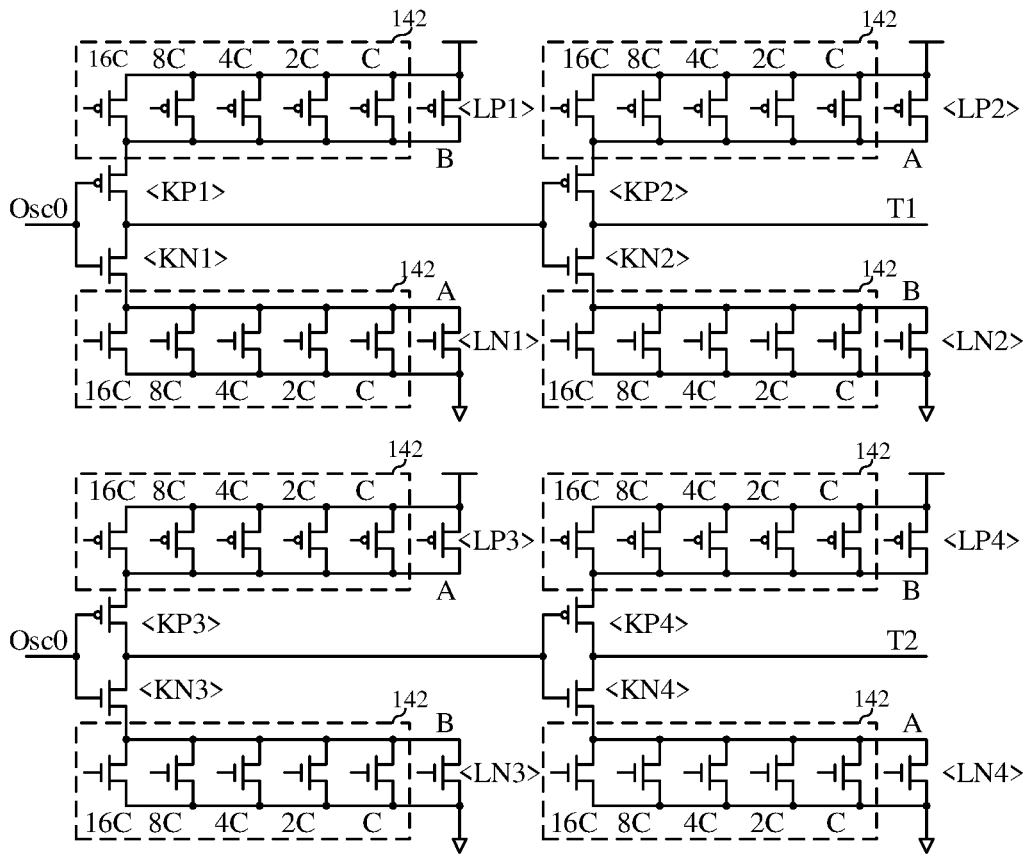 142 142
16C 8C 4C 2C C 16C 8C 4C 2C C
<LP1> <LP2>
B A
<KP1> <KP2>
Osc0 T1
<KN1> <KN2>
142 A 142 B
<LN1> <LN2>
16C 8C 4C 2C C 16C 8C 4C 2C C
142 142
16C 8C 4C 2C C 16C 8C 4C 2C C
<LP3> <LP4>
A B
<KP3> <KP4>
Osc0 T2
<KN3> <KN4>
142 B 142 A
<LN3> <LN4>
16C 8C 4C 2C C 16C 8C 4C 2C C